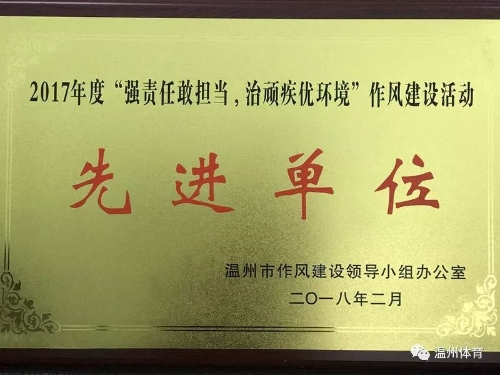 2017年度“强责任敢担当,治顽疾优环境”作风建设活动
先进单位
温州市作风建设领导小组办公室
二〇一八年二月
温州体育